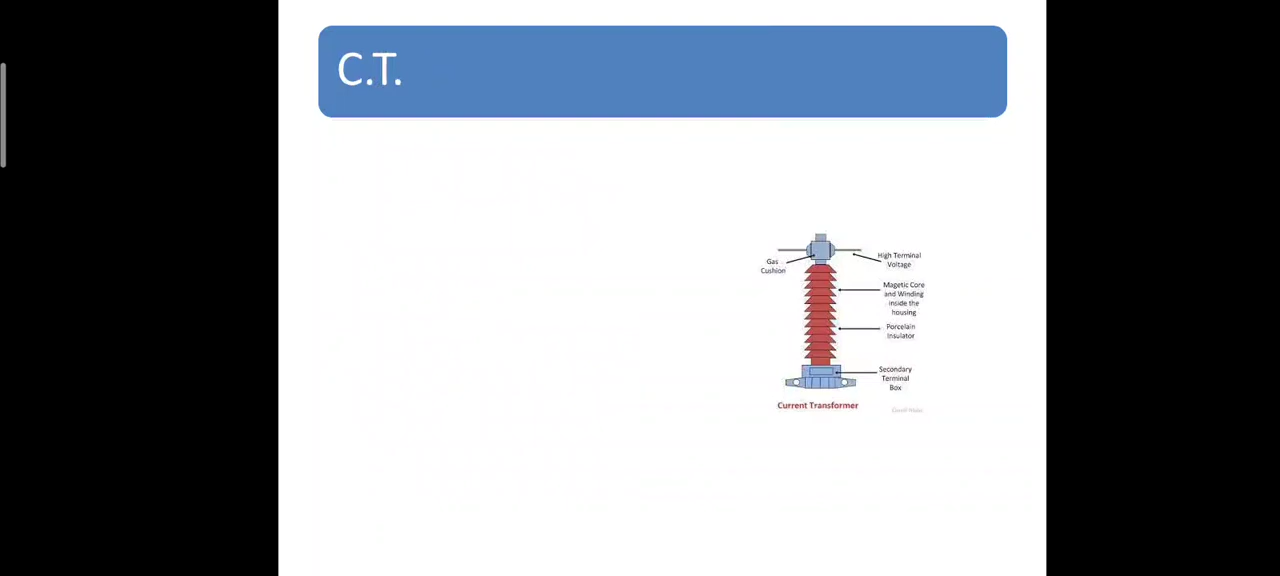 C.T.
Gas
Cushion
High Terminal
Voltage
Magetic Core
and Winding
inside the
housing
Porcelain
Insulator
Secondary
Terminal
Box
Current Transformer